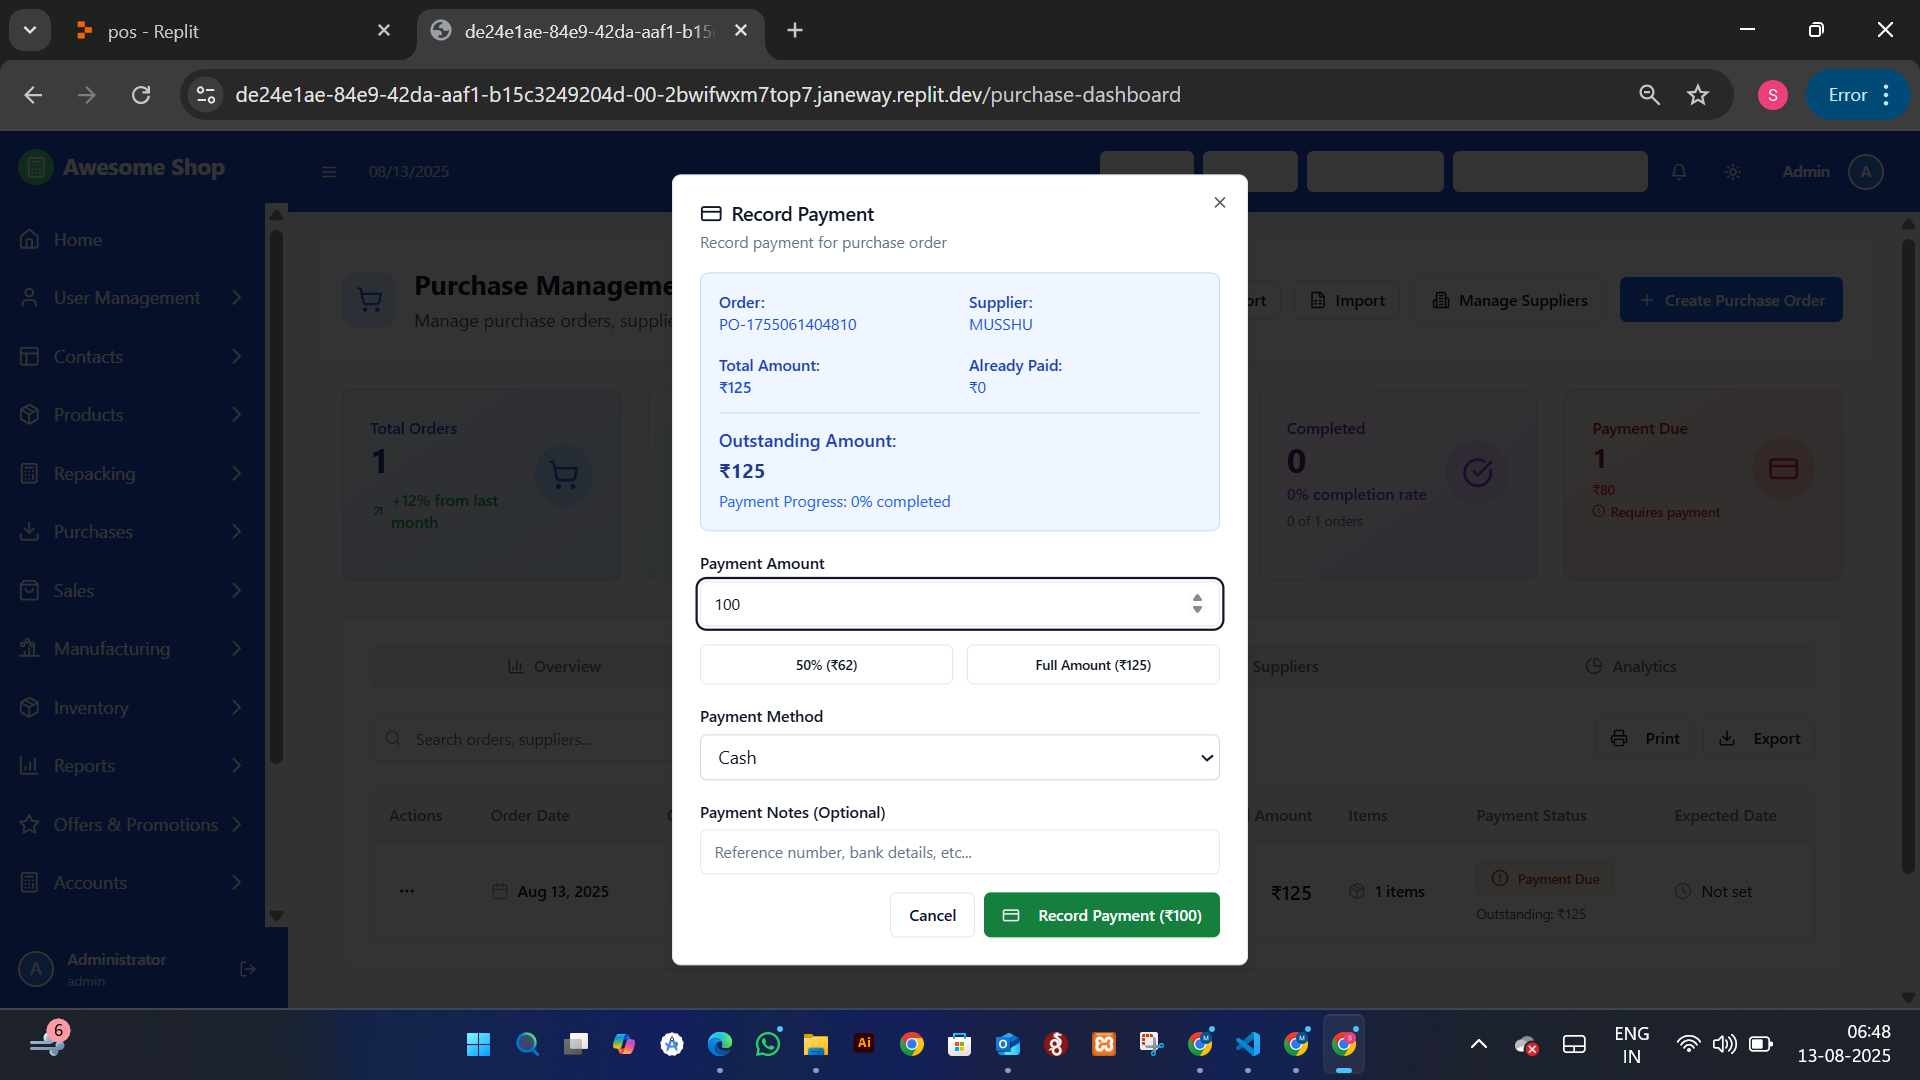 pos - Replit
de24e1ae-84e9-42da-aaf1-b15c
de24e1ae-84e9-42da-aaf1-b15c3249204d-00-2bwifwxm7top7.janeway.replit.dev/purchase-dashboard
S
Error
Awesome Shop
08/13/2025
Admin
A
Home
User Management
Contacts
Products
Repacking
Purchases
Sales
Manufacturing
Inventory
Reports
Offers & Promotions
Accounts
A
Administrator
admin
Purchase Manageme
Manage purchase orders, supplie
ort
Import
Manage Suppliers
Create Purchase Order
Total Orders
1
+12% from last
month
Completed
0
0% completion rate
0 of 1 orders
Payment Due
1
₹80
Requires payment
Overview
Suppliers
Analytics
Search orders, suppliers...
Print
Export
Actions
Order Date
Amount
Items
Payment Status
Expected Date
Aug 13, 2025
₹125
1 items
Payment Due
Outstanding: ₹125
Not set
Record Payment
Record payment for purchase order
Order:
PO-1755061404810
Supplier:
MUSSHU
Total Amount:
₹125
Already Paid:
₹0
Outstanding Amount:
₹125
Payment Progress: 0% completed
Payment Amount
100
50% (₹62)
Full Amount (₹125)
Payment Method
Cash
Payment Notes (Optional)
Reference number, bank details, etc...
Cancel
Record Payment (₹100)
6
Ai
ENG
IN
06:48
13-08-2025